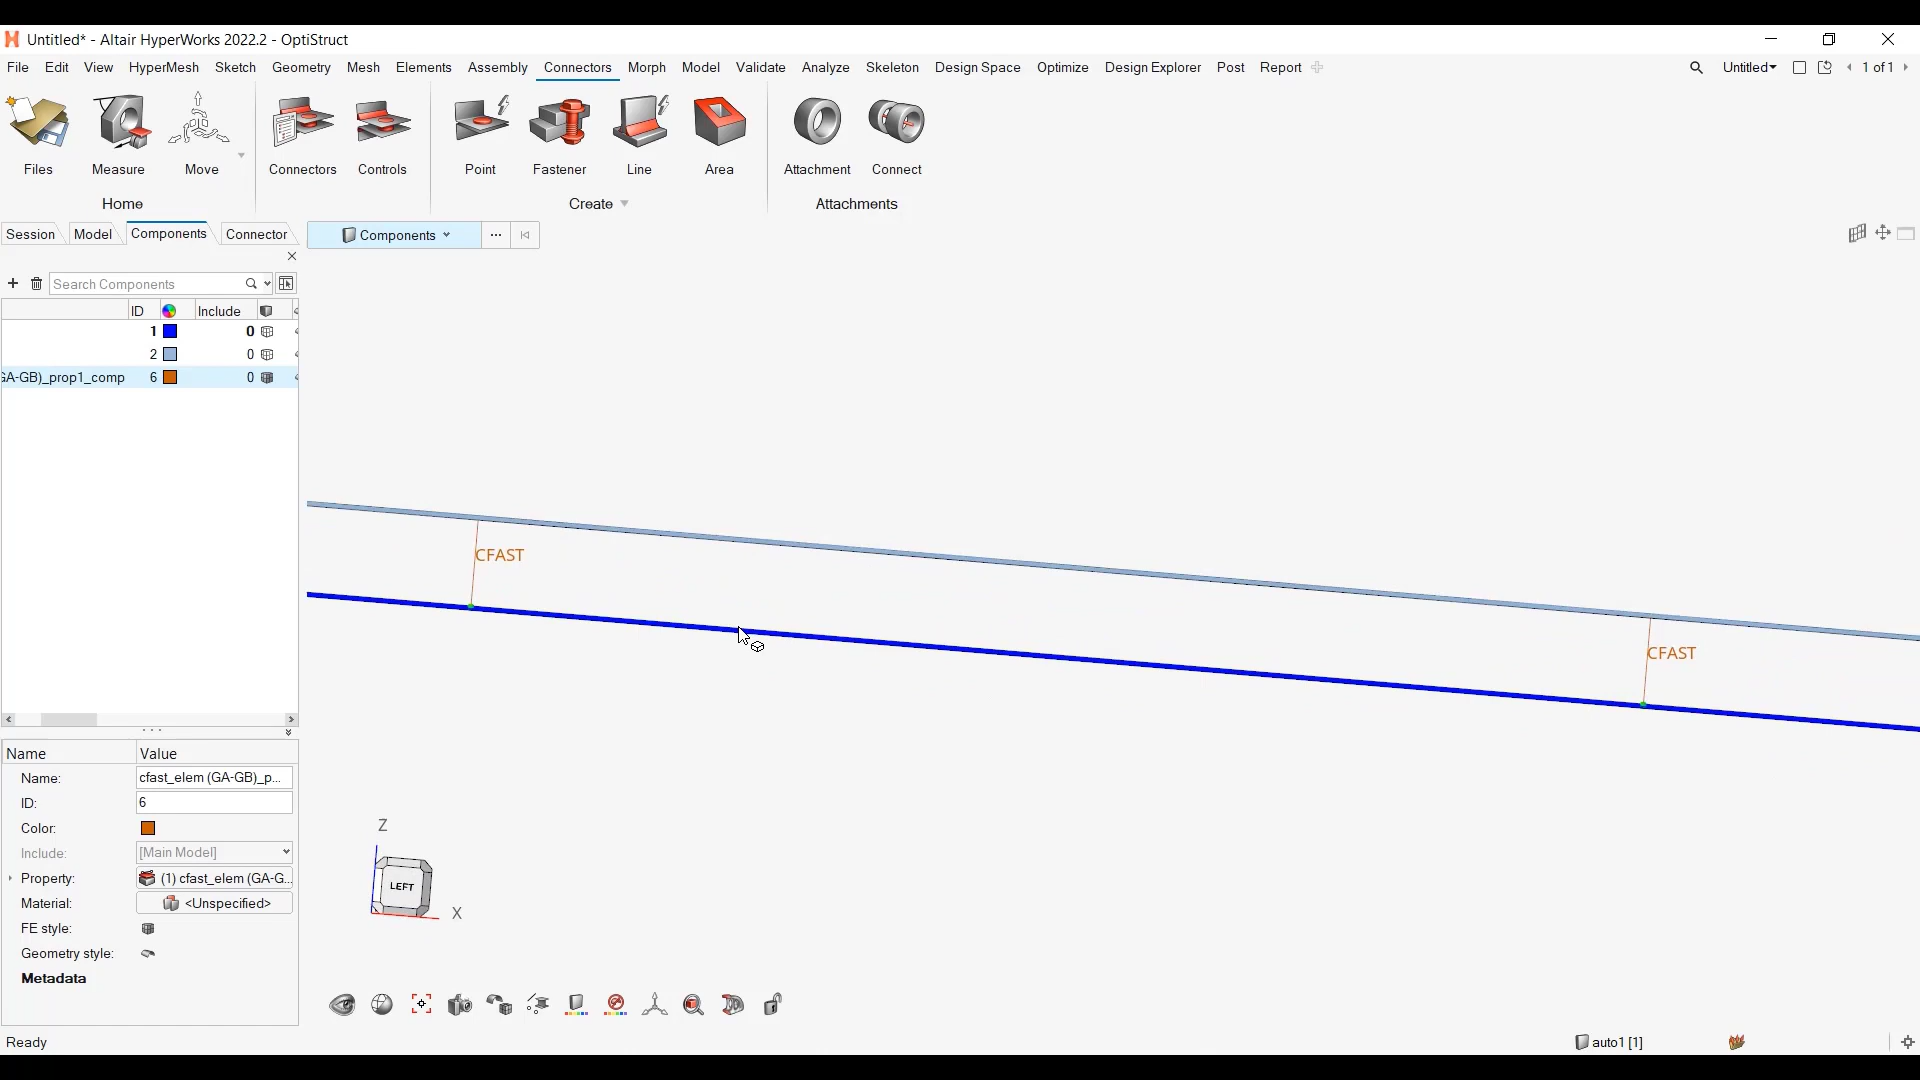 Untitled* - Altair HyperWorks 2022.2 - OptiStruct
File Edit View HyperMesh Sketch Geometry Mesh Elements Assembly Connectors Morph Model Validate Analyze Skeleton Design Space Optimize Design Explorer Post Report Untitled 1 of 1
Files Measure Move Connectors Controls Point Fastener Line Area Attachment Connect
Home Create Attachments
Session Model Components Connector Components ...
Search Components
ID Include
1 0
2 0
GA-GB)_prop1_comp 6 0
CFAST
CFAST
Name Value
Name: cfast_elem (GA-GB)_p...
ID: 6
Color:
Include: [Main Model]
Property: (1) cfast_elem (GA-G...
Material: <Unspecified>
FE style:
Geometry style:
Metadata
Z
LEFT
X
Ready auto1 [1]